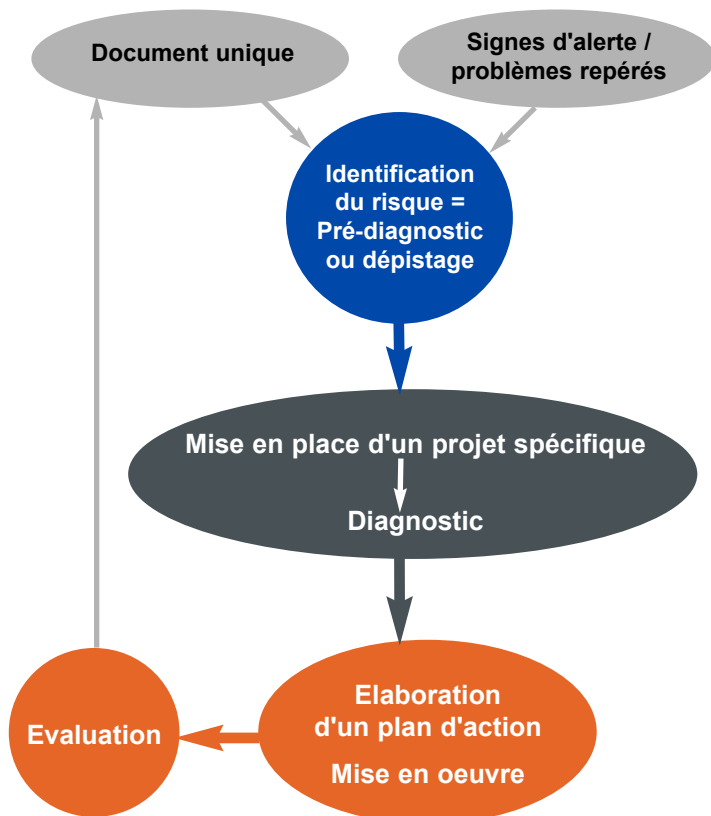 Document unique
Signes d'alerte /
problèmes repérés
Identification
du risque =
Pré-diagnostic
ou dépistage
Mise en place d'un projet spécifique
Diagnostic
Elaboration
d'un plan d'action
Mise en oeuvre
Evaluation